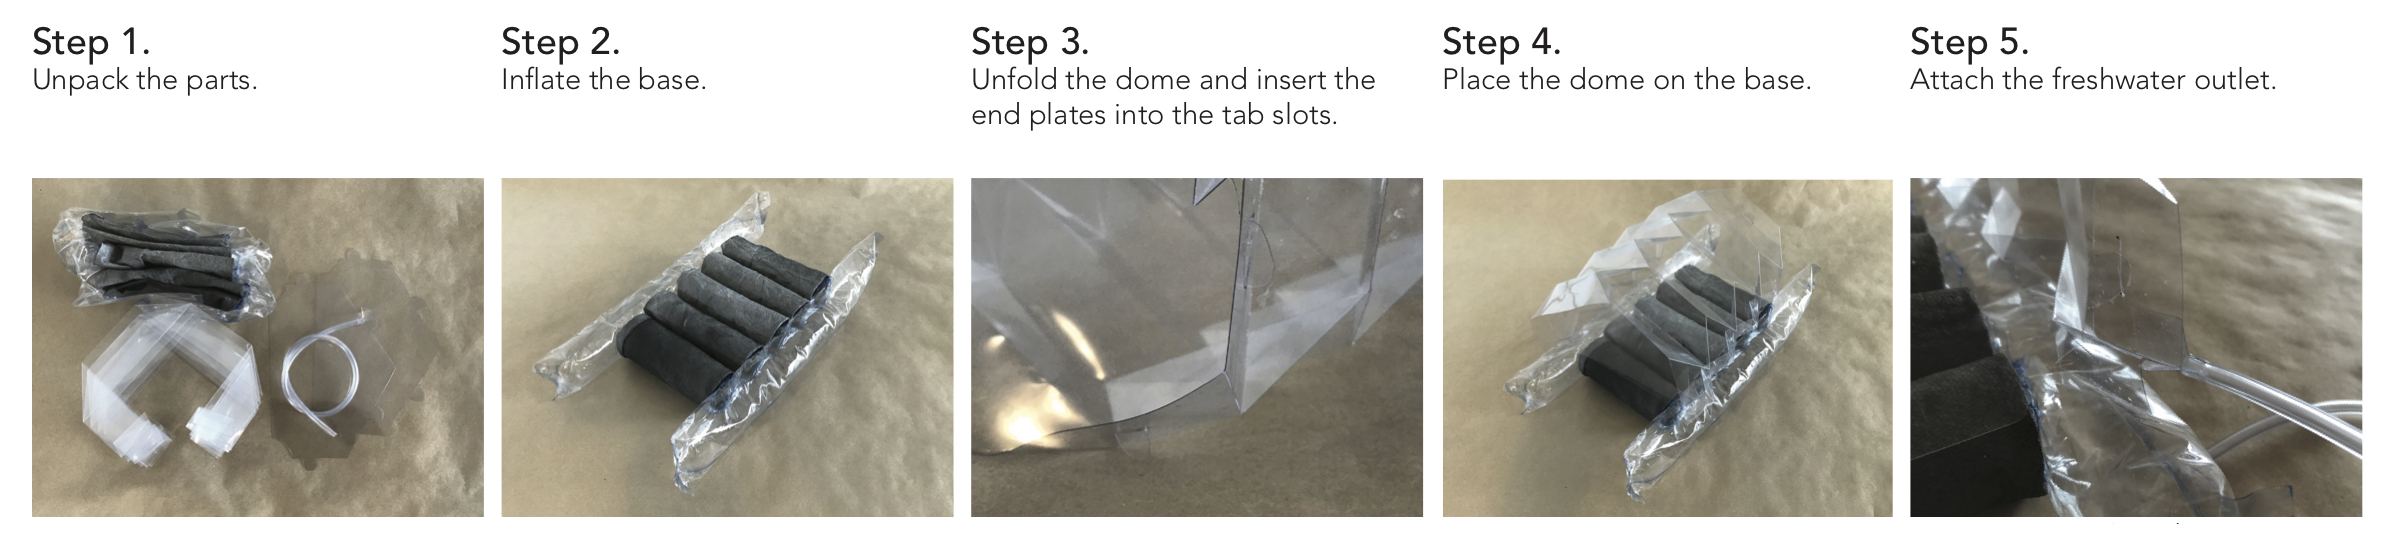 Step 1.
Unpack the parts.
Step 2.
Inflate the base.
Step 3.
Unfold the dome and insert the
end plates into the tab slots.
Step 4.
Place the dome on the base.
Step 5.
Attach the freshwater outlet.